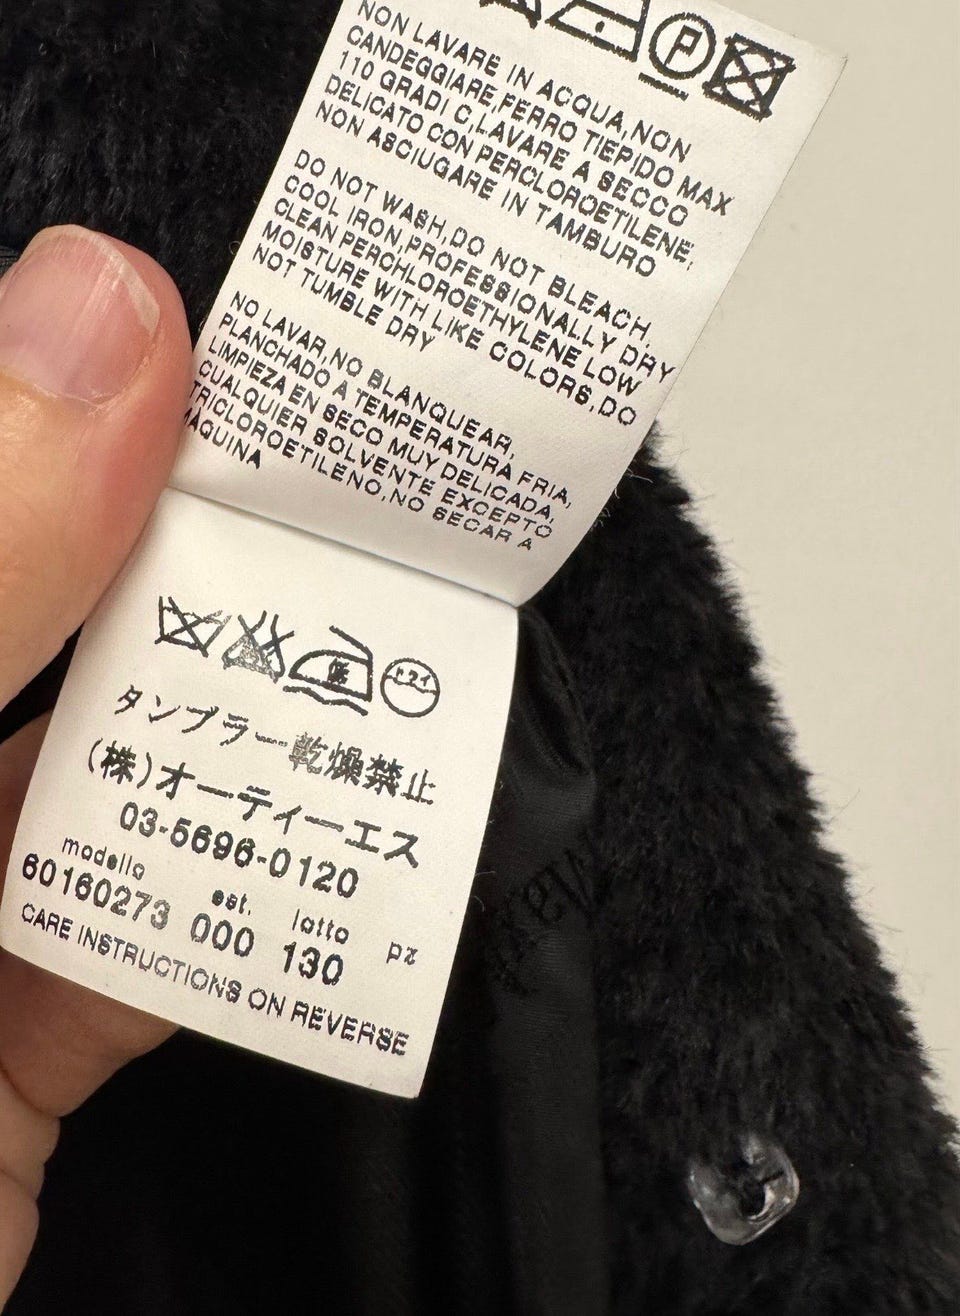 NON LAVARE IN ACQUA,NON
CANDEGGIARE,FERRO TIEPIDO MAX
110 GRADI C,LAVARE A SECCO
DELICATO CON PERCLOROETILENE,
NON ASCIUGARE IN TAMBURO
DO NOT WASH,DO NOT BLEACH,
COOL IRON,PROFESSIONALLY DRY
CLEAN PERCHLOROETHYLENE LOW
MOISTURE WITH LIKE COLORS,DO
NOT TUMBLE DRY
NO LAVAR,NO BLANQUEAR,
PLANCHADO A TEMPERATURA FRIA,
LIMPIEZA EN SECO MUY DELICADA,
CUALQUIER SOLVENTE EXCEPTO
TRICLOROETILENO,NO SECAR A
MAQUINA
タンブラー乾燥禁止
(株)オーティーエス
03-5696-0120
modello est. lotto pz
60160273 000 130
CARE INSTRUCTIONS ON REVERSE